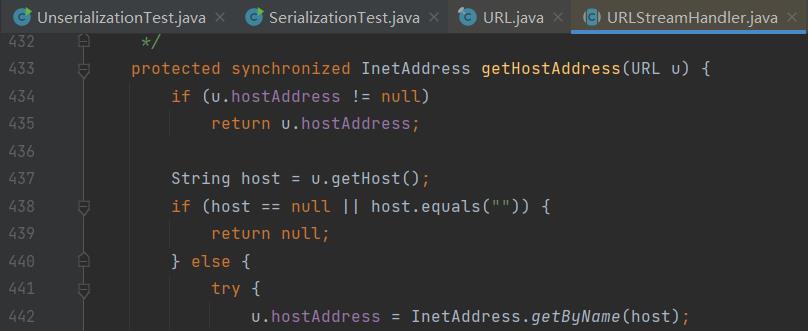 UnserializationTest.java × SerializationTest.java × URL.java × URLStreamHandler.java ×
432 */
433 protected synchronized InetAddress getHostAddress(URL u) {
434 if (u.hostAddress != null)
435 return u.hostAddress;
436
437 String host = u.getHost();
438 if (host == null || host.equals("")) {
439 return null;
440 } else {
441 try {
442 u.hostAddress = InetAddress.getByName(host);